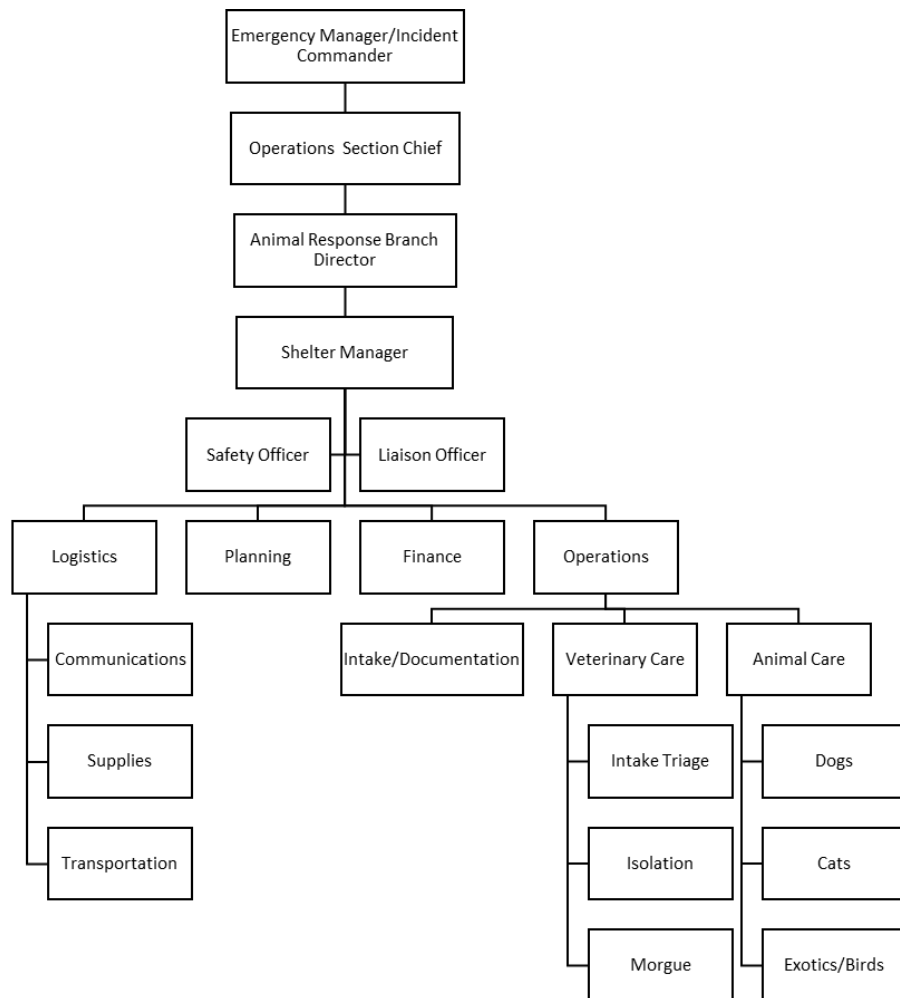 Emergency Manager/Incident
Commander
Operations Section Chief
Animal Response Branch
Director
Shelter Manager
Safety Officer
Liaison Officer
Logistics
Planning
Finance
Operations
Communications
Intake/Documentation
Veterinary Care
Animal Care
Supplies
Intake Triage
Dogs
Transportation
Isolation
Cats
Morgue
Exotics/Birds